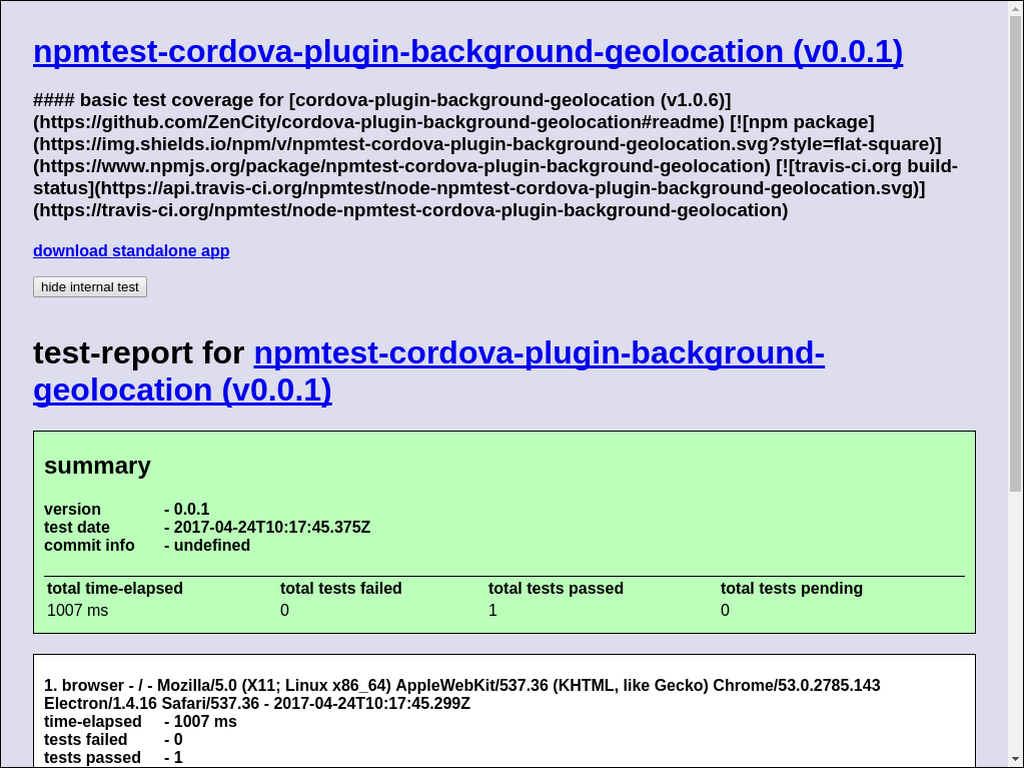 npmtest-cordova-plugin-background-geolocation (v0.0.1)
#### basic test coverage for [cordova-plugin-background-geolocation (v1.0.6)]
(https://github.com/ZenCity/cordova-plugin-background-geolocation#readme) [![npm package]
(https://img.shields.io/npm/v/npmtest-cordova-plugin-background-geolocation.svg?style=flat-square)]
(https://www.npmjs.org/package/npmtest-cordova-plugin-background-geolocation) [![travis-ci.org build-
status](https://api.travis-ci.org/npmtest/node-npmtest-cordova-plugin-background-geolocation.svg)]
(https://travis-ci.org/npmtest/node-npmtest-cordova-plugin-background-geolocation)
download standalone app
hide internal test
test-report for npmtest-cordova-plugin-background-
geolocation (v0.0.1)
summary
version - 0.0.1
test date - 2017-04-24T10:17:45.375Z
commit info - undefined
total time-elapsed total tests failed total tests passed total tests pending
1007 ms 0 1 0
1. browser - / - Mozilla/5.0 (X11; Linux x86_64) AppleWebKit/537.36 (KHTML, like Gecko) Chrome/53.0.2785.143
Electron/1.4.16 Safari/537.36 - 2017-04-24T10:17:45.299Z
time-elapsed - 1007 ms
tests failed - 0
tests passed - 1